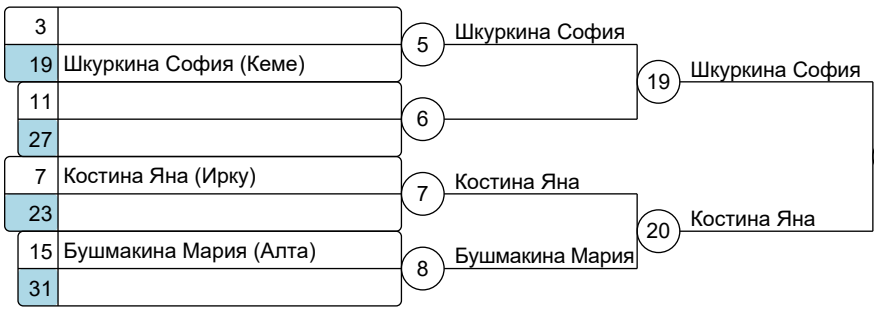 3
19 Шкуркина София (Кеме)
11
27
7 Костина Яна (Ирку)
23
15 Бушмакина Мария (Алта)
31
5 Шкуркина София
6
7 Костина Яна
8 Бушмакина Мария
19 Шкуркина София
20 Костина Яна